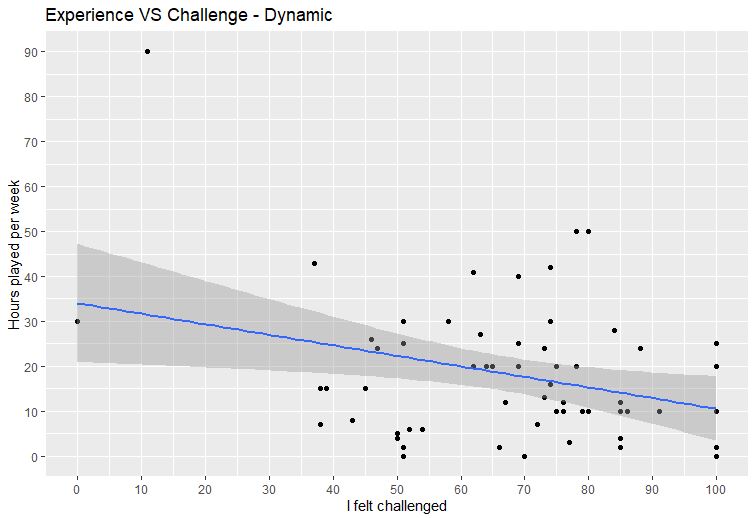 Experience VS Challenge - Dynamic
Hours played per week
90
80
70
60
50
40
30
20
10
0
0 10 20 30 40 50 60 70 80 90 100
I felt challenged